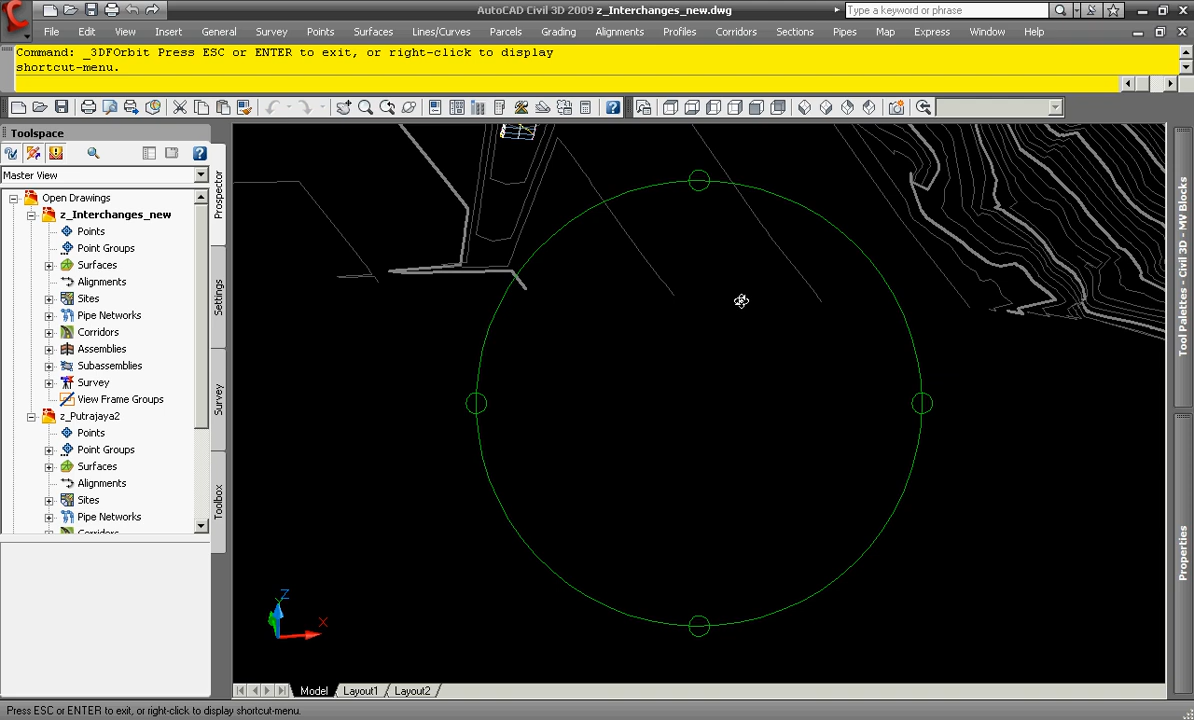 AutoCAD Civil 3D 2009 z_Interchanges_new.dwg
Type a keyword or phrase
File Edit View Insert General Survey Points Surfaces Lines/Curves Parcels Grading Alignments Profiles Corridors Sections Pipes Map Express Window Help
Command: _3DFOrbit Press ESC or ENTER to exit, or right-click to display
shortcut-menu.
Toolspace
Master View
Open Drawings
z_Interchanges_new
Points
Point Groups
Surfaces
Alignments
Sites
Pipe Networks
Corridors
Assemblies
Subassemblies
Survey
View Frame Groups
z_Putrajaya2
Points
Point Groups
Surfaces
Alignments
Sites
Pipe Networks
Corridors
Prospector
Settings
Survey
Toolbox
Z
X
Tool Palettes - Civil 3D - MV Blocks
Properties
Model Layout1 Layout2
Press ESC or ENTER to exit, or right-click to display shortcut-menu.